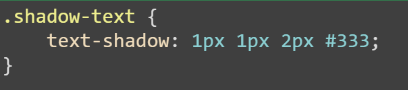 .shadow-text {
    text-shadow: 1px 1px 2px #333;
}